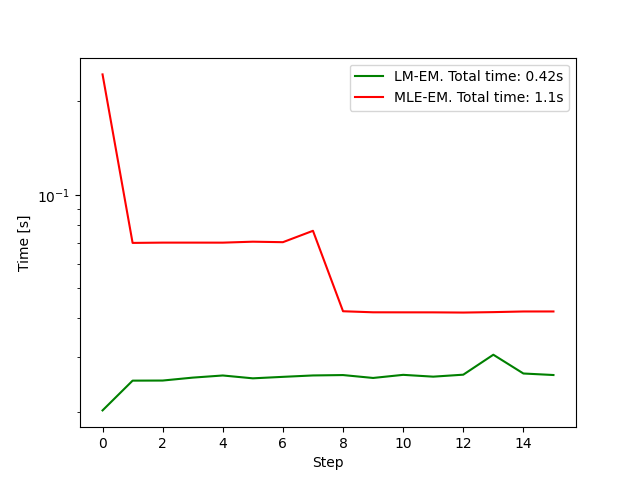 LM-EM. Total time: 0.42s
MLE-EM. Total time: 1.1s
10⁻¹
Time [s]
0 2 4 6 8 10 12 14
Step